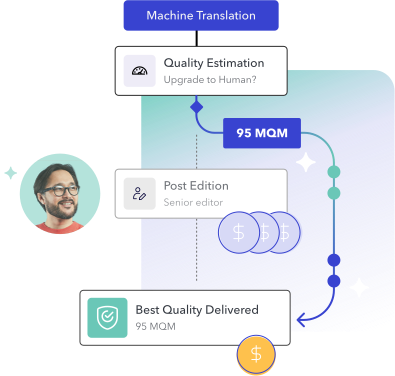 Machine Translation
Quality Estimation
Upgrade to Human?
95 MQM
Post Edition
Senior editor
$ $ $
Best Quality Delivered
95 MQM
$